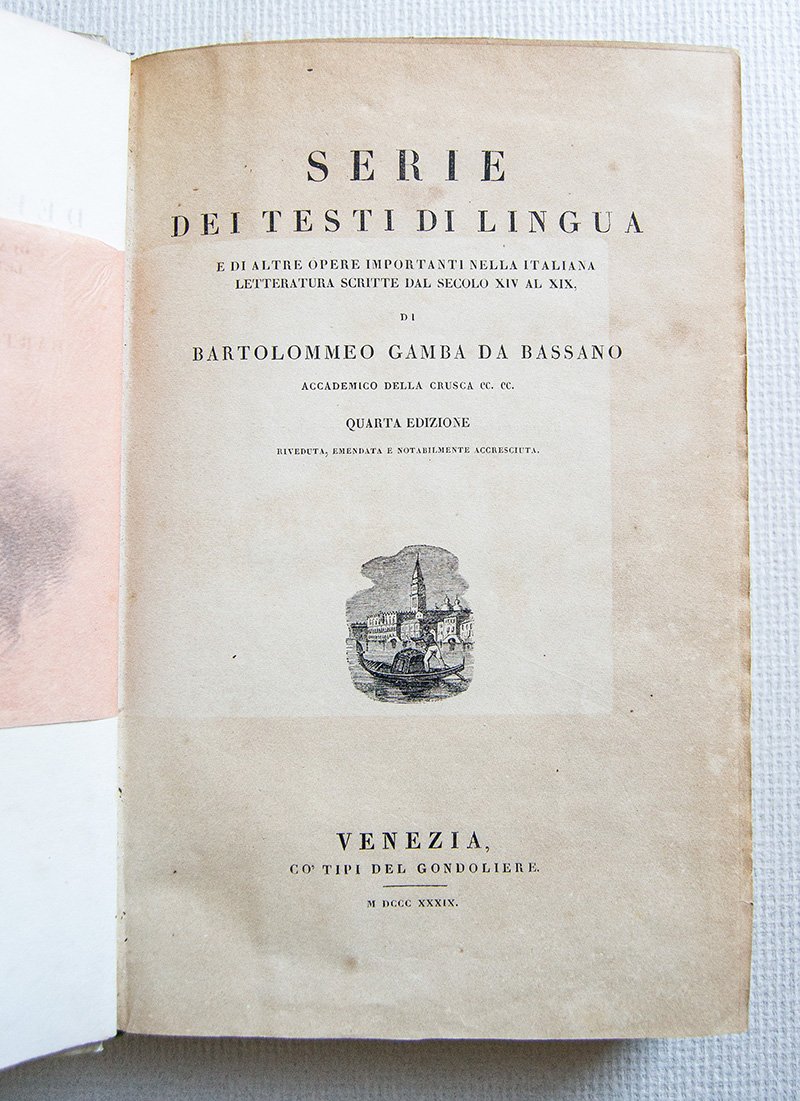 SERIE
DEI TESTI DI LINGUA
E DI ALTRE OPERE IMPORTANTI NELLA ITALIANA
LETTERATURA SCRITTE DAL SECOLO XIV AL XIX,
DI
BARTOLOMMEO GAMBA DA BASSANO
ACCADEMICO DELLA CRUSCA ec. ec.
QUARTA EDIZIONE
RIVEDUTA, EMENDATA E NOTABILMENTE ACCRESCIUTA.
VENEZIA,
CO' TIPI DEL GONDOLIERE.
M DCCC XXXIX.